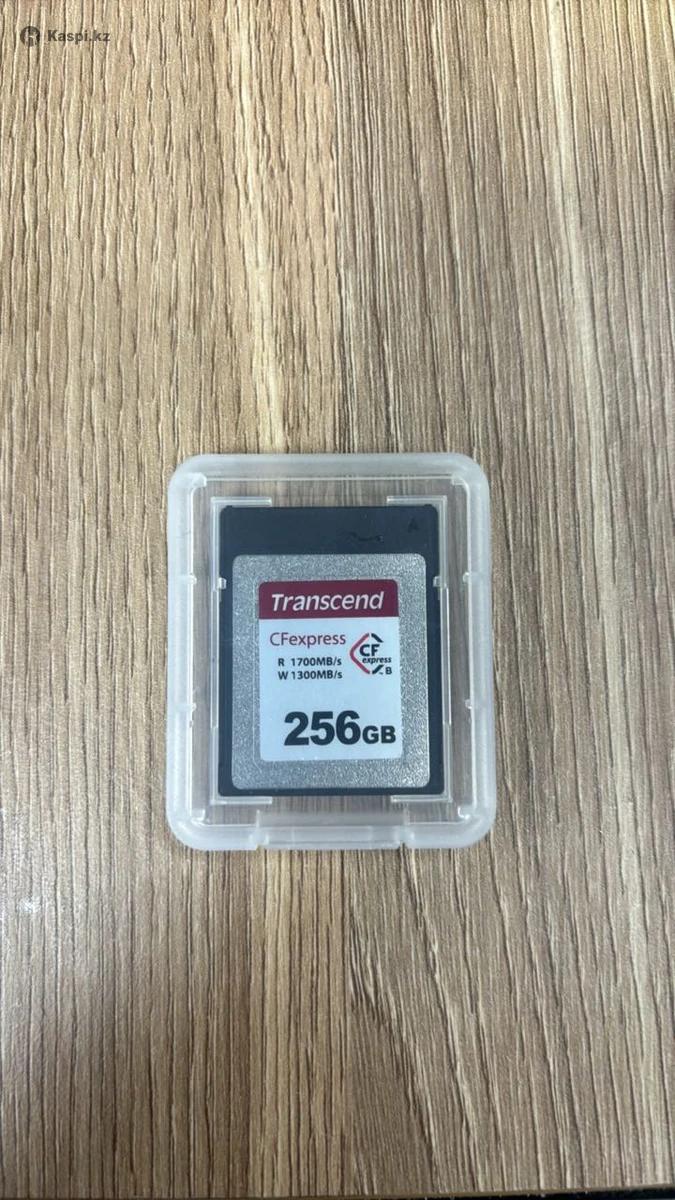 Kaspi.kz
Transcend
CFexpress
CF
express
B
R 1700MB/s
W 1300MB/s
256GB